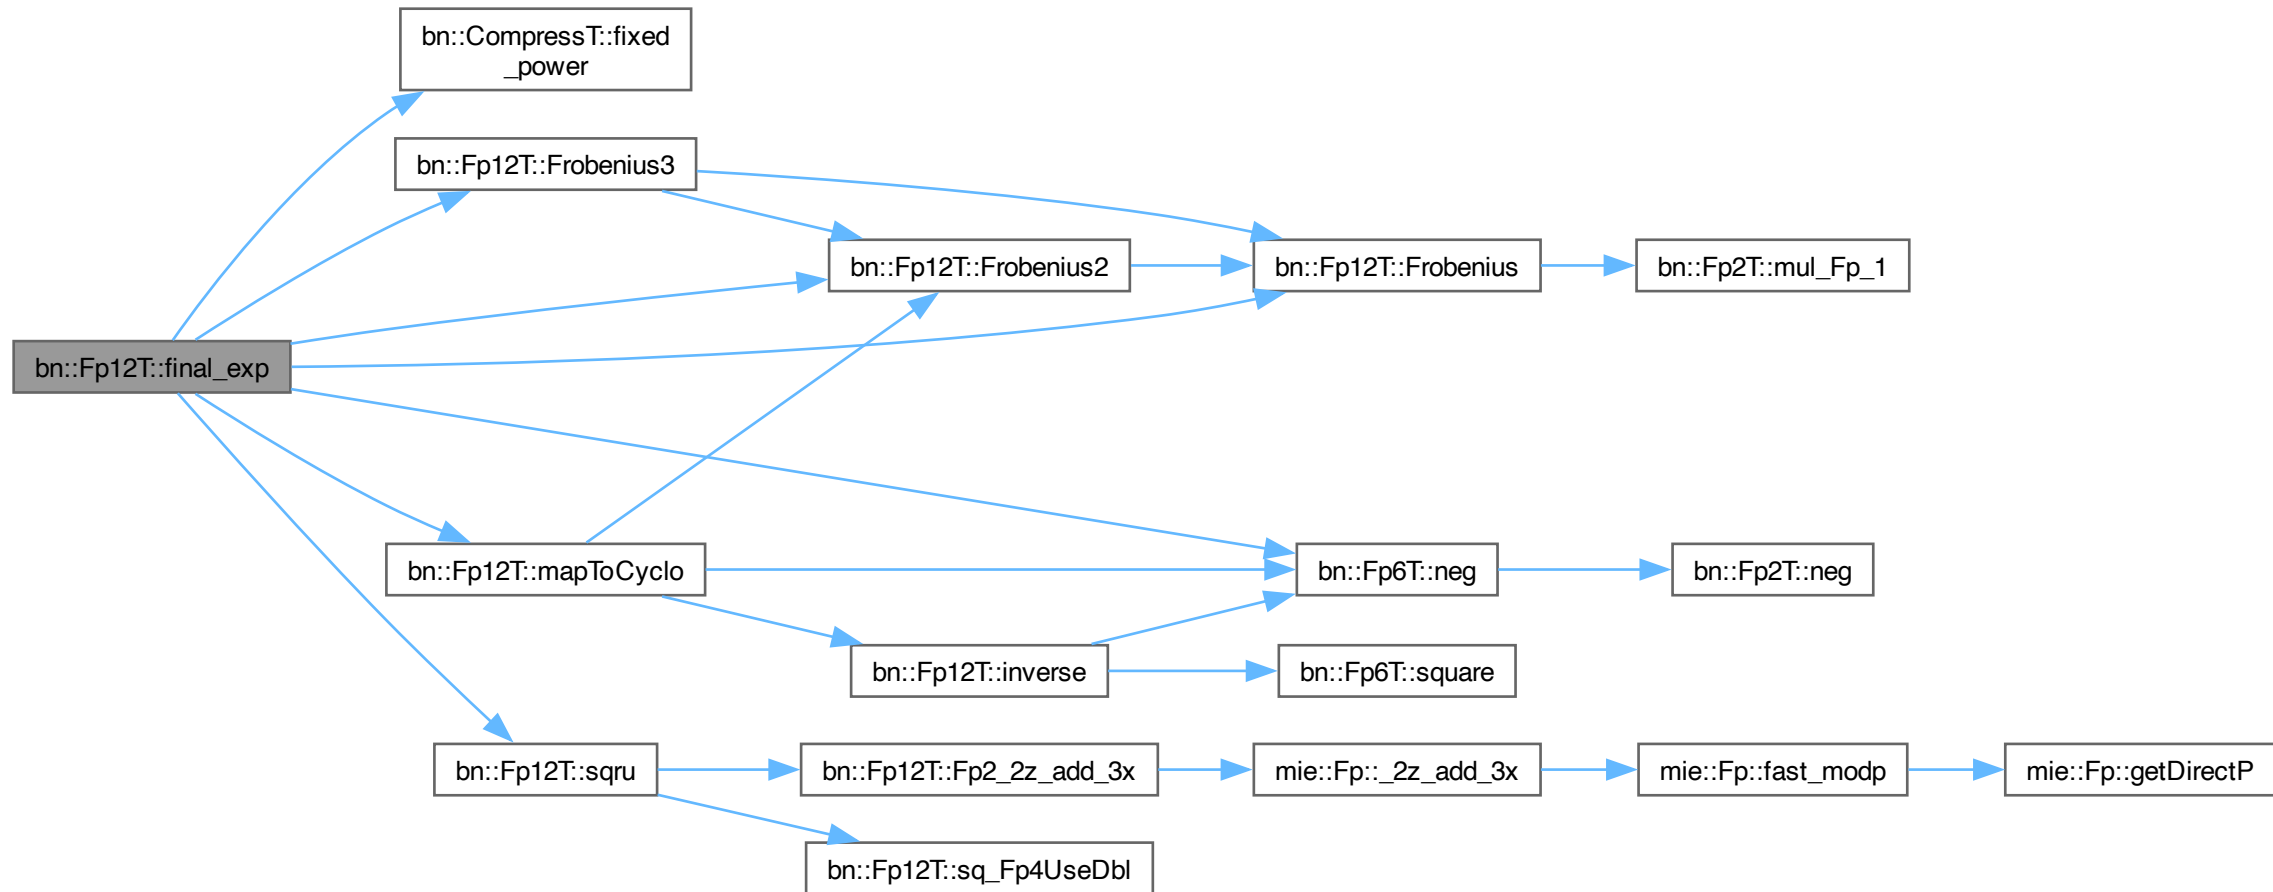 bn::CompressT::fixed
_power
bn::Fp12T::Frobenius3
bn::Fp12T::Frobenius2
bn::Fp12T::Frobenius
bn::Fp2T::mul_Fp_1
bn::Fp12T::final_exp
bn::Fp12T::mapToCyclo
bn::Fp6T::neg
bn::Fp2T::neg
bn::Fp12T::inverse
bn::Fp6T::square
bn::Fp12T::sqru
bn::Fp12T::Fp2_2z_add_3x
mie::Fp::_2z_add_3x
mie::Fp::fast_modp
mie::Fp::getDirectP
bn::Fp12T::sq_Fp4UseDbl